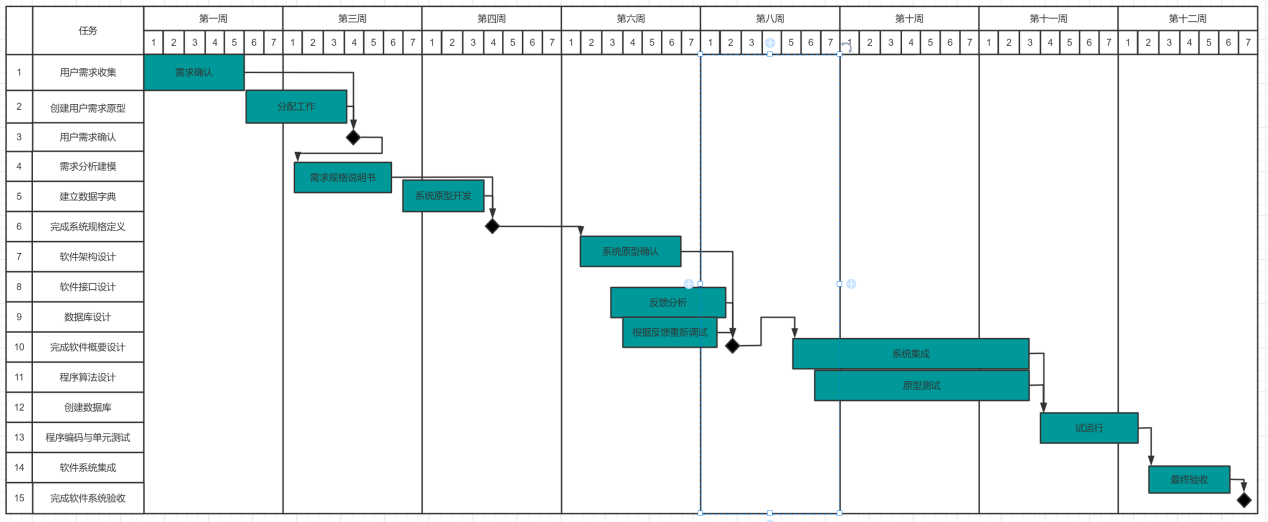 任务 第一周 第三周 第四周 第六周 第八周 第十周 第十一周 第十二周
1 2 3 4 5 6 7 1 2 3 4 5 6 7 1 2 3 4 5 6 7 1 2 3 4 5 6 7 1 2 3 5 6 7 1 2 3 4 5 6 7 1 2 3 4 5 6 7 1 2 3 4 5 6 7
1 用户需求收集 需求确认
2 创建用户需求原型 分配工作
3 用户需求确认
4 需求分析建模 需求规格说明书
5 建立数据字典 系统原型开发
6 完成系统规格定义
7 软件架构设计 系统原型确认
8 软件接口设计 反馈分析
9 数据库设计 根据反馈重新调试
10 完成软件概要设计 系统集成
11 程序算法设计 原型测试
12 创建数据库
13 程序编码与单元测试 试运行
14 软件系统集成 最终验收
15 完成软件系统验收